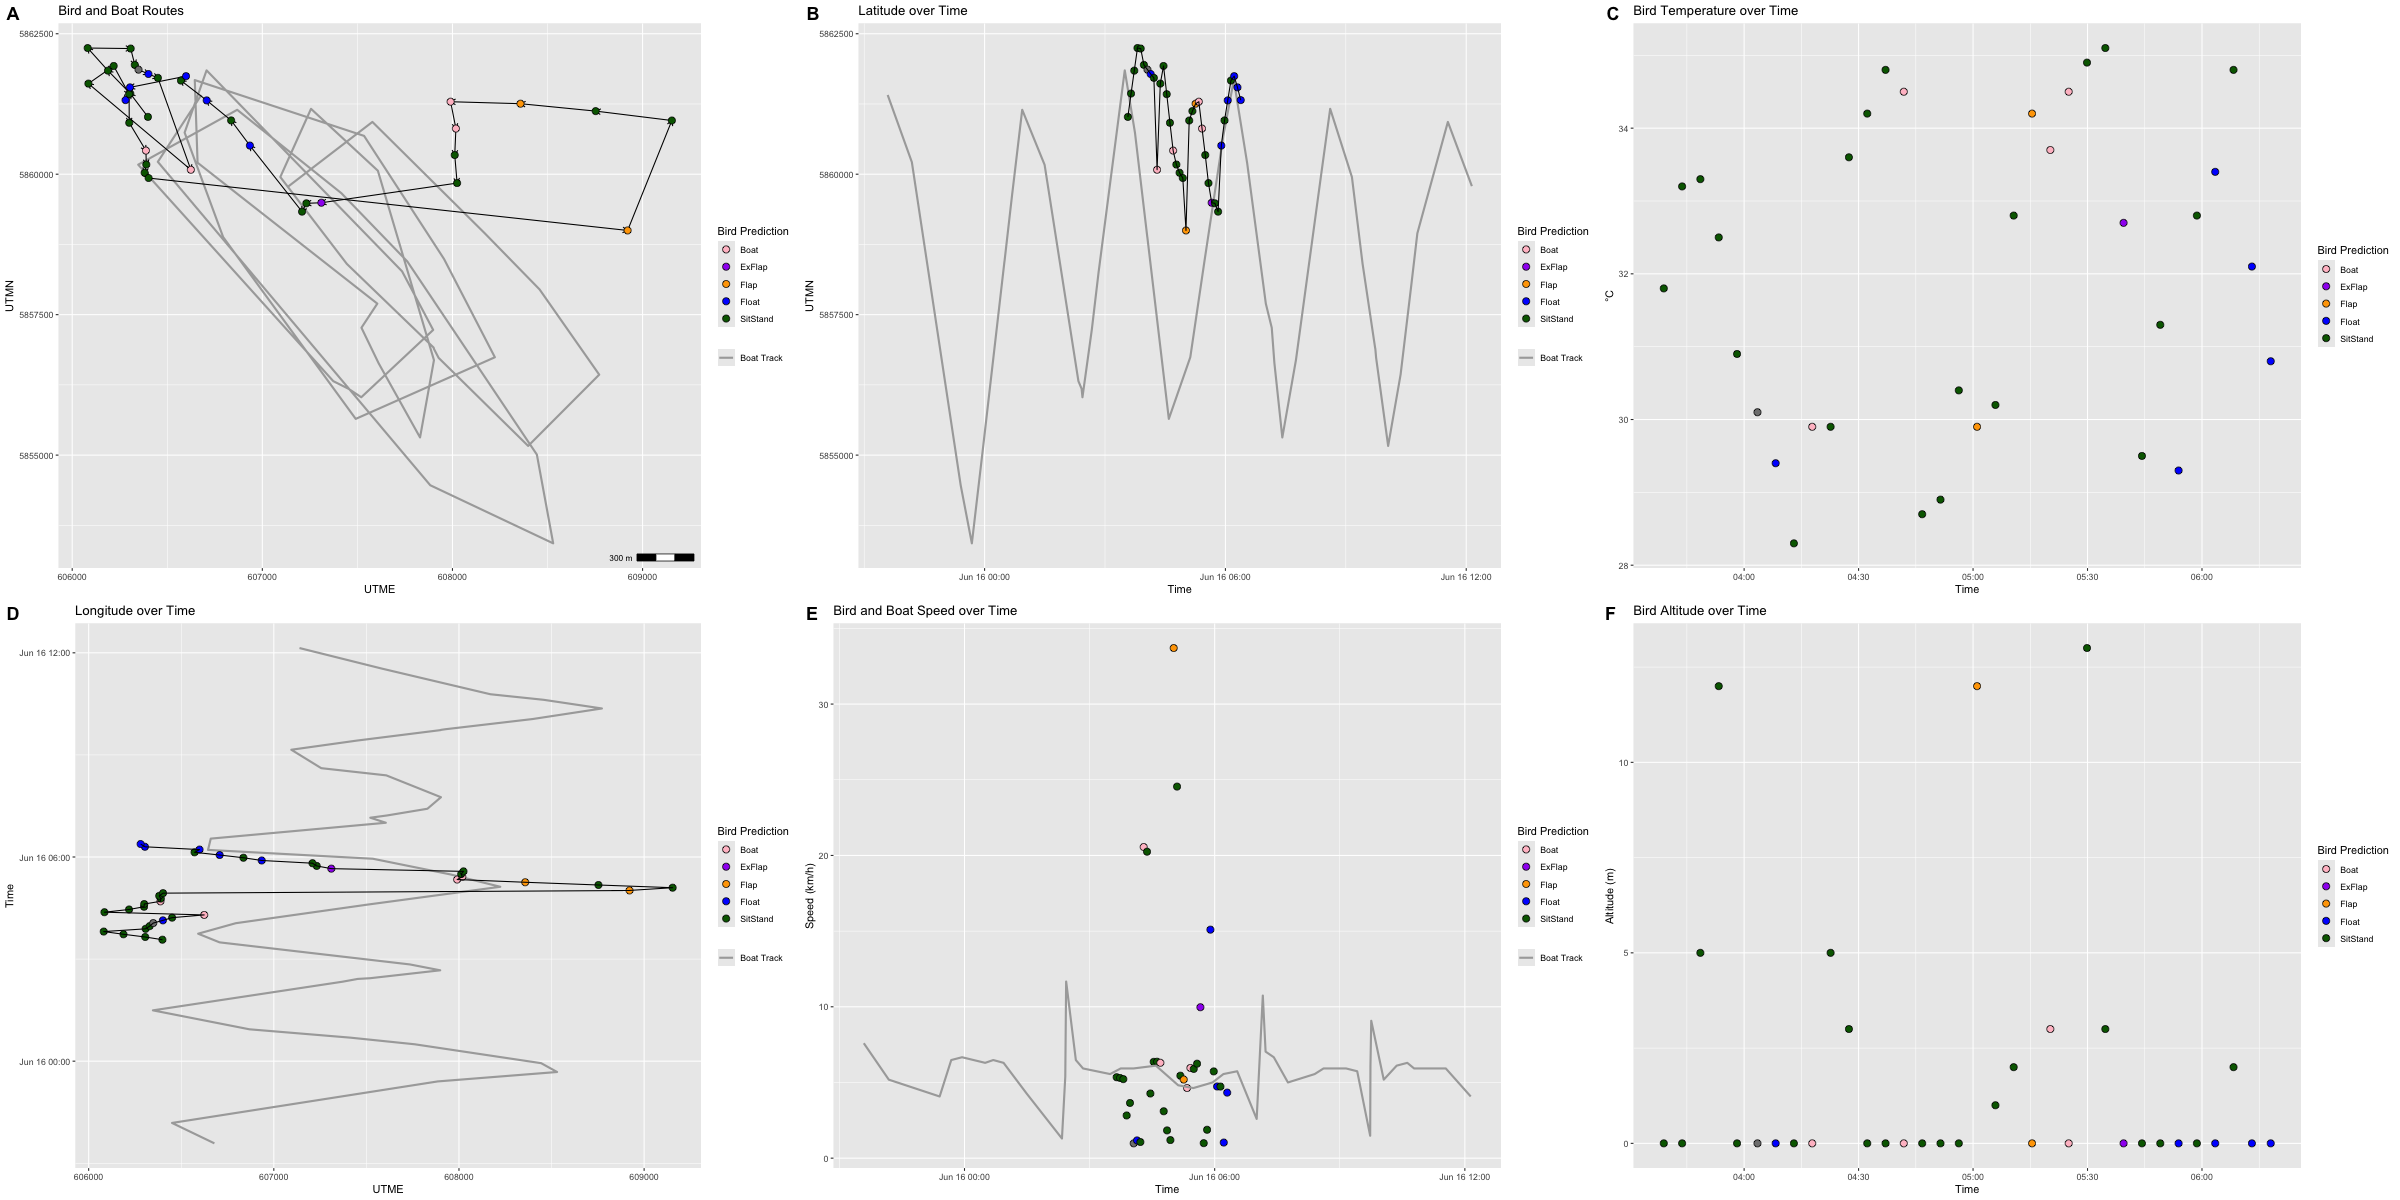 A
Bird and Boat Routes
5862500
5860000
5857500
5855000
UTMN
606000
607000
608000
609000
UTME
300 m
Bird Prediction
Boat
ExFlap
Flap
Float
SitStand
Boat Track
B
Latitude over Time
5862500
5860000
5857500
5855000
UTMN
Jun 16 00:00
Jun 16 06:00
Jun 16 12:00
Time
Bird Prediction
Boat
ExFlap
Flap
Float
SitStand
Boat Track
C
Bird Temperature over Time
34
32
30
28
°C
04:00
04:30
05:00
05:30
06:00
Time
Bird Prediction
Boat
ExFlap
Flap
Float
SitStand
D
Longitude over Time
Jun 16 12:00
Jun 16 06:00
Jun 16 00:00
Time
606000
607000
608000
609000
UTME
Bird Prediction
Boat
ExFlap
Flap
Float
SitStand
Boat Track
E
Bird and Boat Speed over Time
30
20
10
0
Speed (km/h)
Jun 16 00:00
Jun 16 06:00
Jun 16 12:00
Time
Bird Prediction
Boat
ExFlap
Flap
Float
SitStand
Boat Track
F
Bird Altitude over Time
10
5
0
Altitude (m)
04:00
04:30
05:00
05:30
06:00
Time
Bird Prediction
Boat
ExFlap
Flap
Float
SitStand